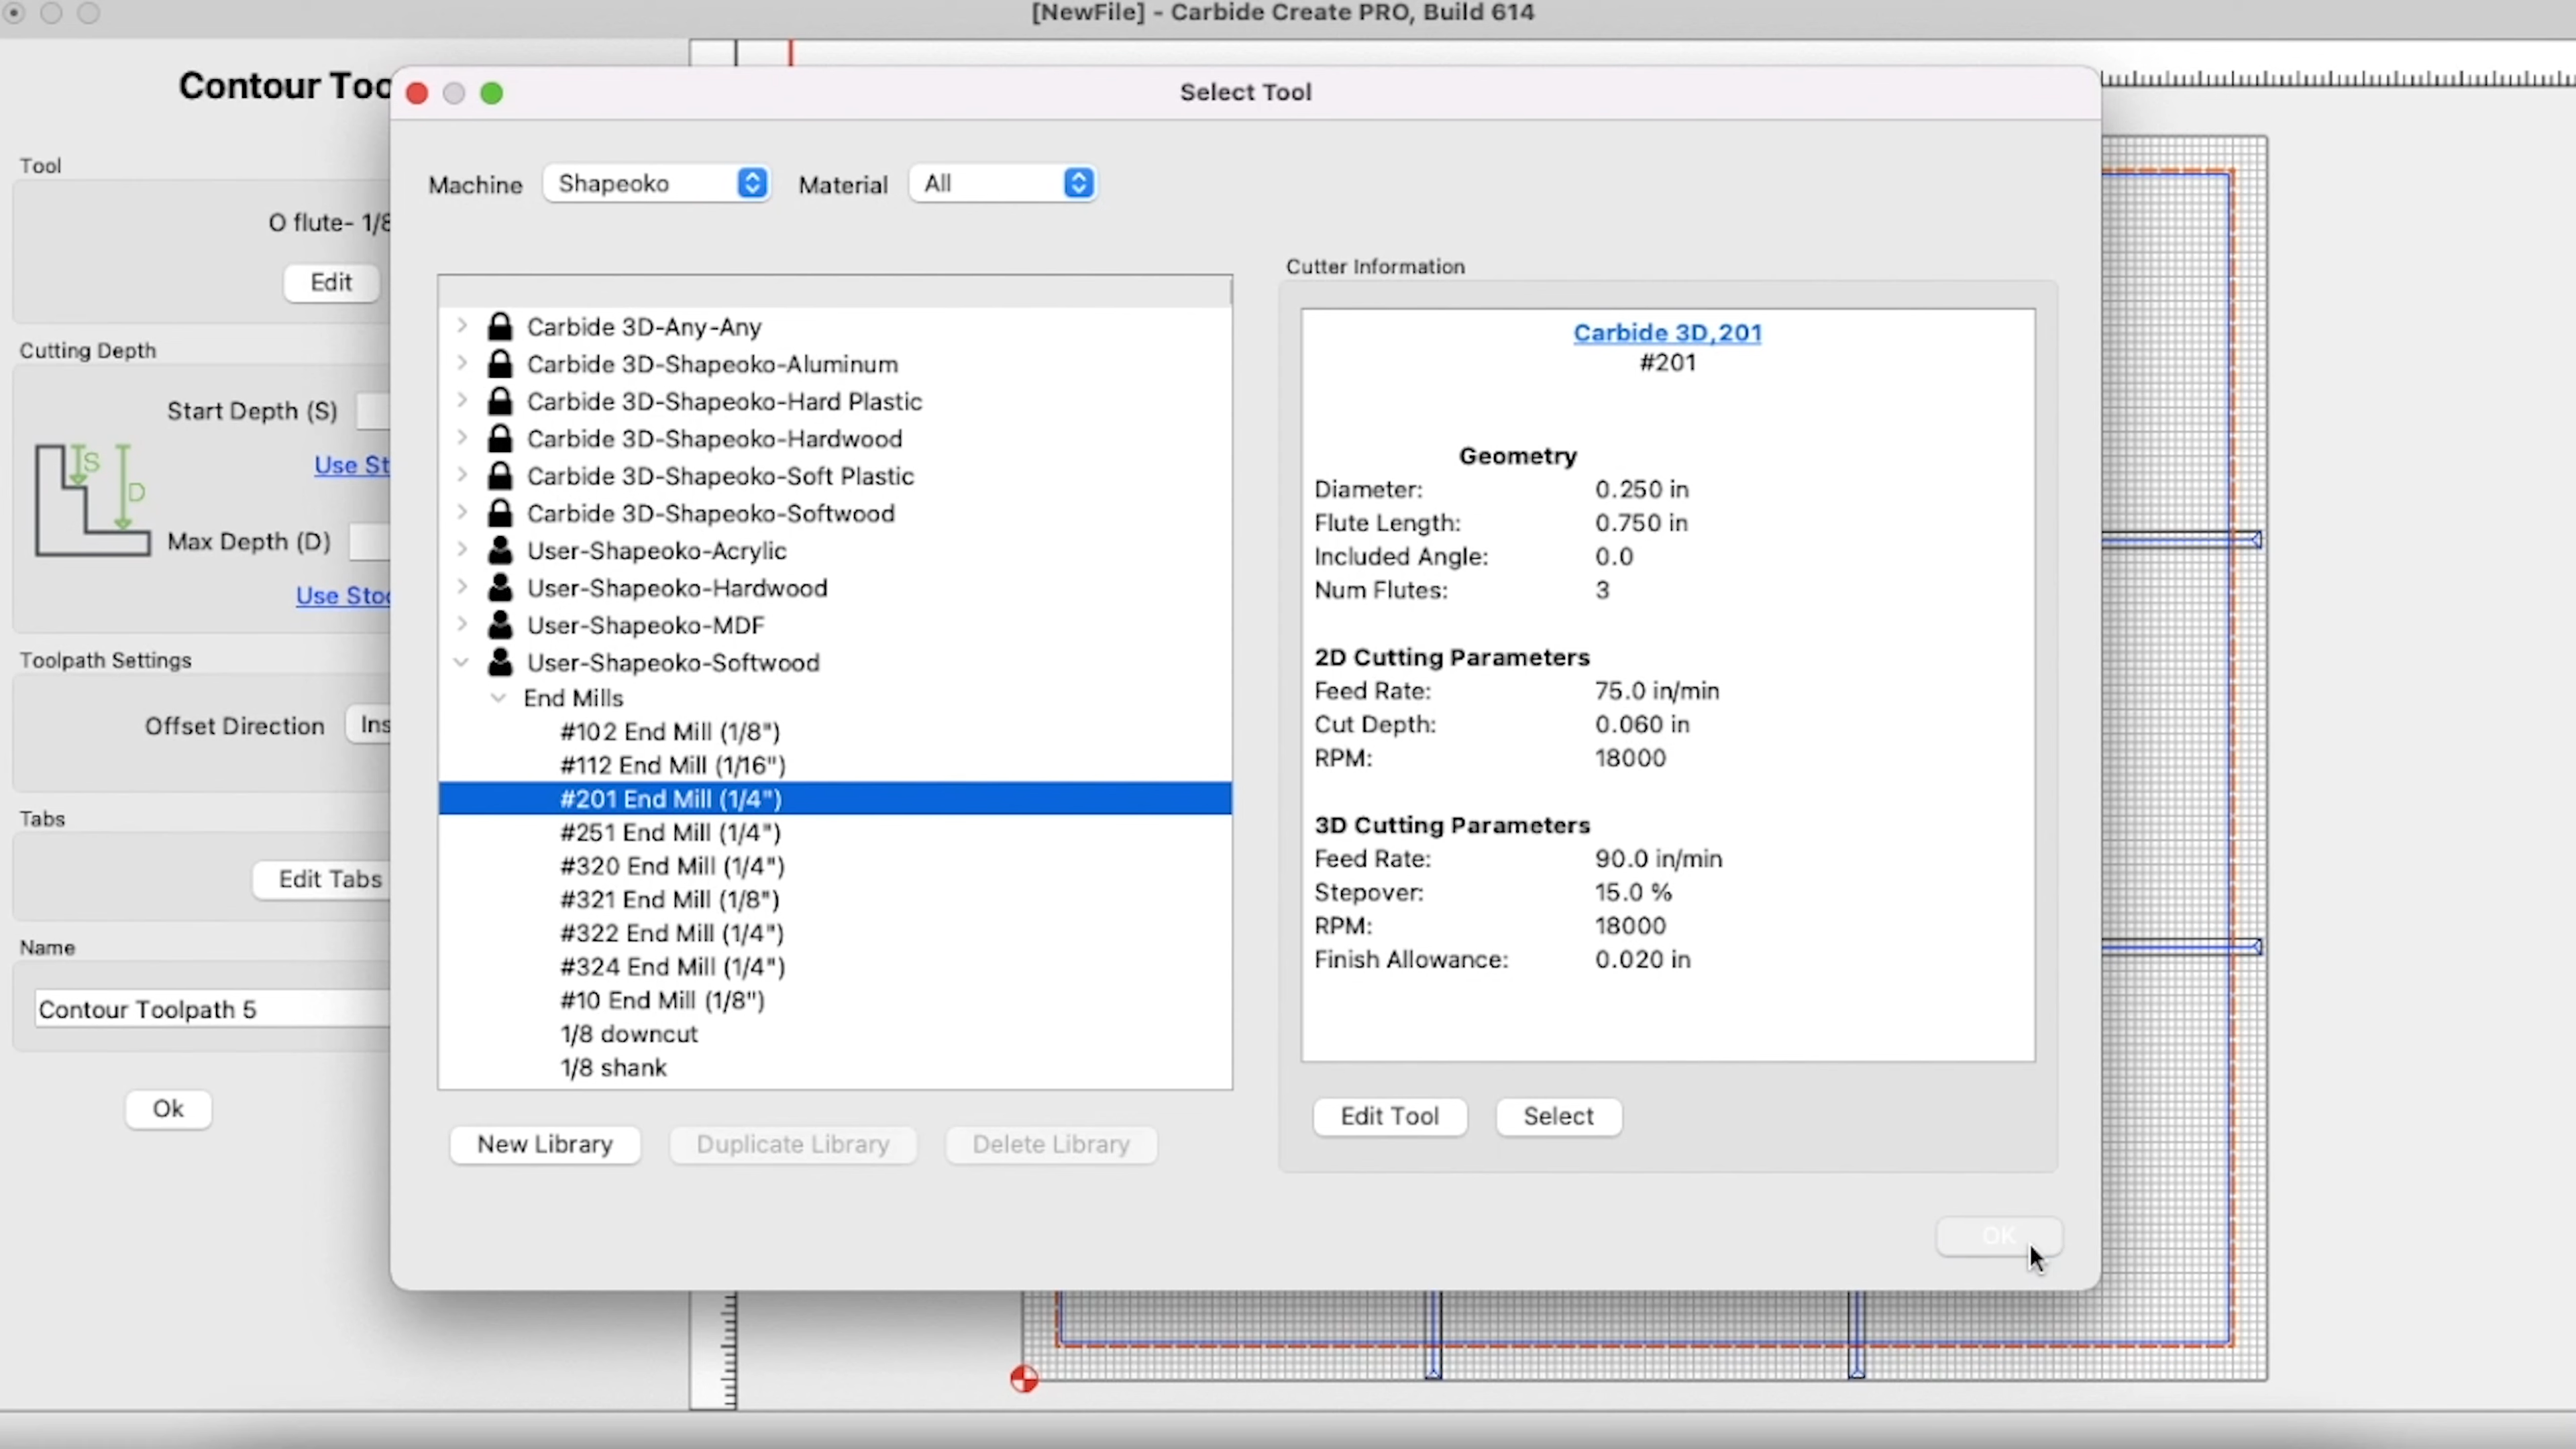 [NewFile] - Carbide Create PRO, Build 614
Contour Too
Tool
O flute- 1/8
Edit
Cutting Depth
Start Depth (S)
S
D
Use St
Max Depth (D)
Use Stoc
Toolpath Settings
Offset Direction
Ins
Tabs
Edit Tabs
Name
Contour Toolpath 5
Ok
Select Tool
Machine
Shapeoko
Material
All
Carbide 3D-Any-Any
Carbide 3D-Shapeoko-Aluminum
Carbide 3D-Shapeoko-Hard Plastic
Carbide 3D-Shapeoko-Hardwood
Carbide 3D-Shapeoko-Soft Plastic
Carbide 3D-Shapeoko-Softwood
User-Shapeoko-Acrylic
User-Shapeoko-Hardwood
User-Shapeoko-MDF
User-Shapeoko-Softwood
End Mills
#102 End Mill (1/8")
#112 End Mill (1/16")
#201 End Mill (1/4")
#251 End Mill (1/4")
#320 End Mill (1/4")
#321 End Mill (1/8")
#322 End Mill (1/4")
#324 End Mill (1/4")
#10 End Mill (1/8")
1/8 downcut
1/8 shank
New Library
Duplicate Library
Delete Library
Cutter Information
Carbide 3D,201
#201
Geometry
Diameter: 0.250 in
Flute Length: 0.750 in
Included Angle: 0.0
Num Flutes: 3
2D Cutting Parameters
Feed Rate: 75.0 in/min
Cut Depth: 0.060 in
RPM: 18000
3D Cutting Parameters
Feed Rate: 90.0 in/min
Stepover: 15.0 %
RPM: 18000
Finish Allowance: 0.020 in
Edit Tool
Select
OK